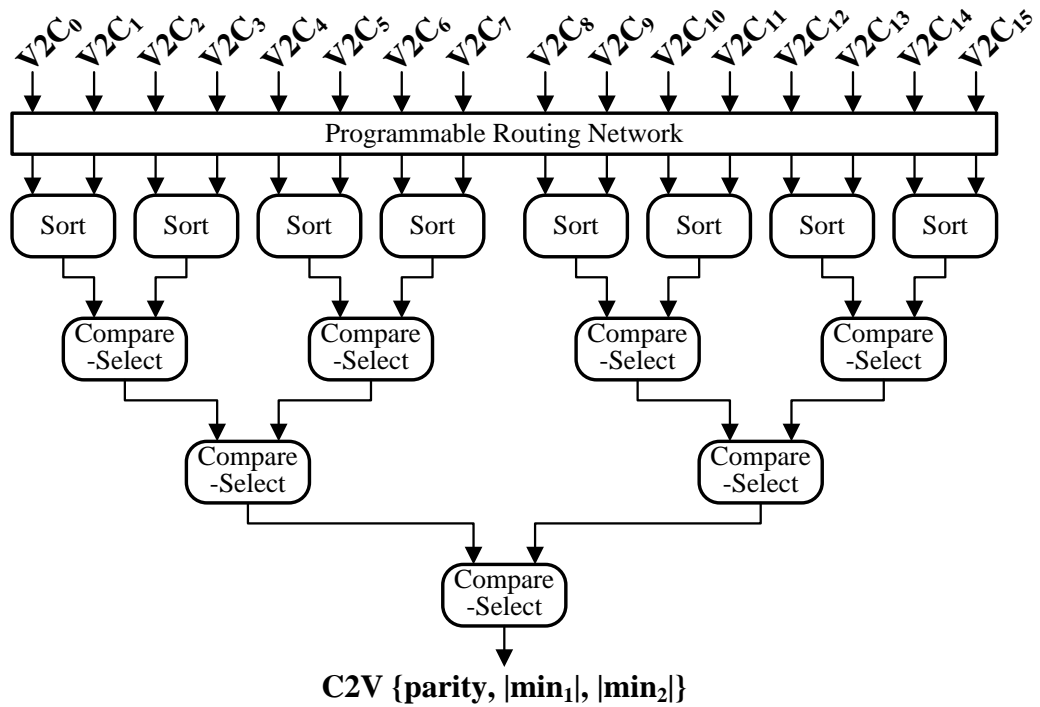 V2C₀ V2C₁ V2C₂ V2C₃ V2C₄ V2C₅ V2C₆ V2C₇ V2C₈ V2C₉ V2C₁₀ V2C₁₁ V2C₁₂ V2C₁₃ V2C₁₄ V2C₁₅
Programmable Routing Network
Sort Sort Sort Sort Sort Sort Sort Sort
Compare Compare Compare Compare
-Select -Select -Select -Select
Compare Compare
-Select -Select
Compare
-Select
C2V {parity, |min₁|, |min₂|}